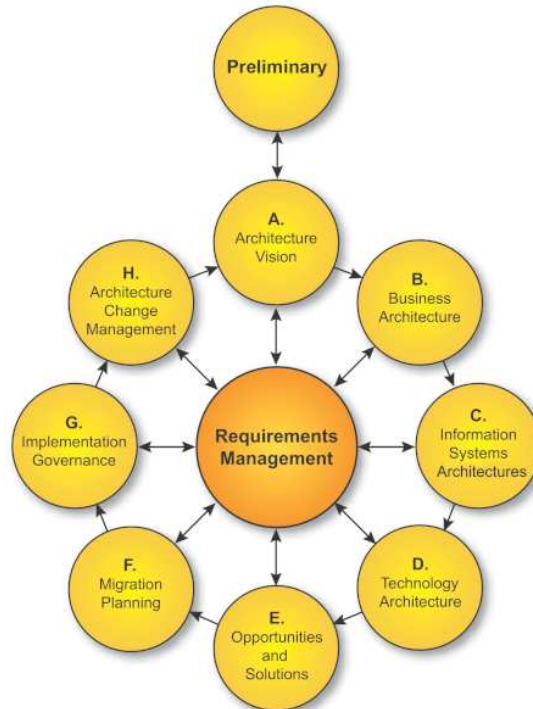 Preliminary
A.
Architecture
Vision
B.
Business
Architecture
C.
Information
Systems
Architectures
D.
Technology
Architecture
E.
Opportunities
and
Solutions
F.
Migration
Planning
G.
Implementation
Governance
H.
Architecture
Change
Management
Requirements
Management